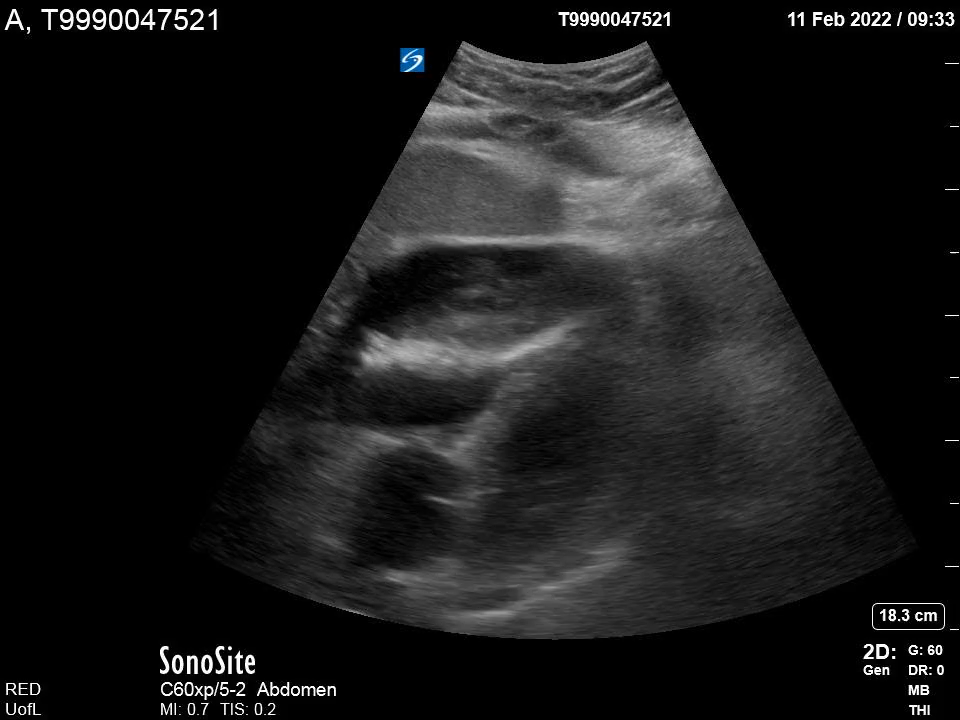 A, T9990047521
T9990047521
11 Feb 2022 / 09:33
18.3 cm
2D:
Gen
G: 60
DR: 0
MB
THI
SonoSite
C60xp/5-2 Abdomen
MI: 0.7 TIS: 0.2
RED
UofL